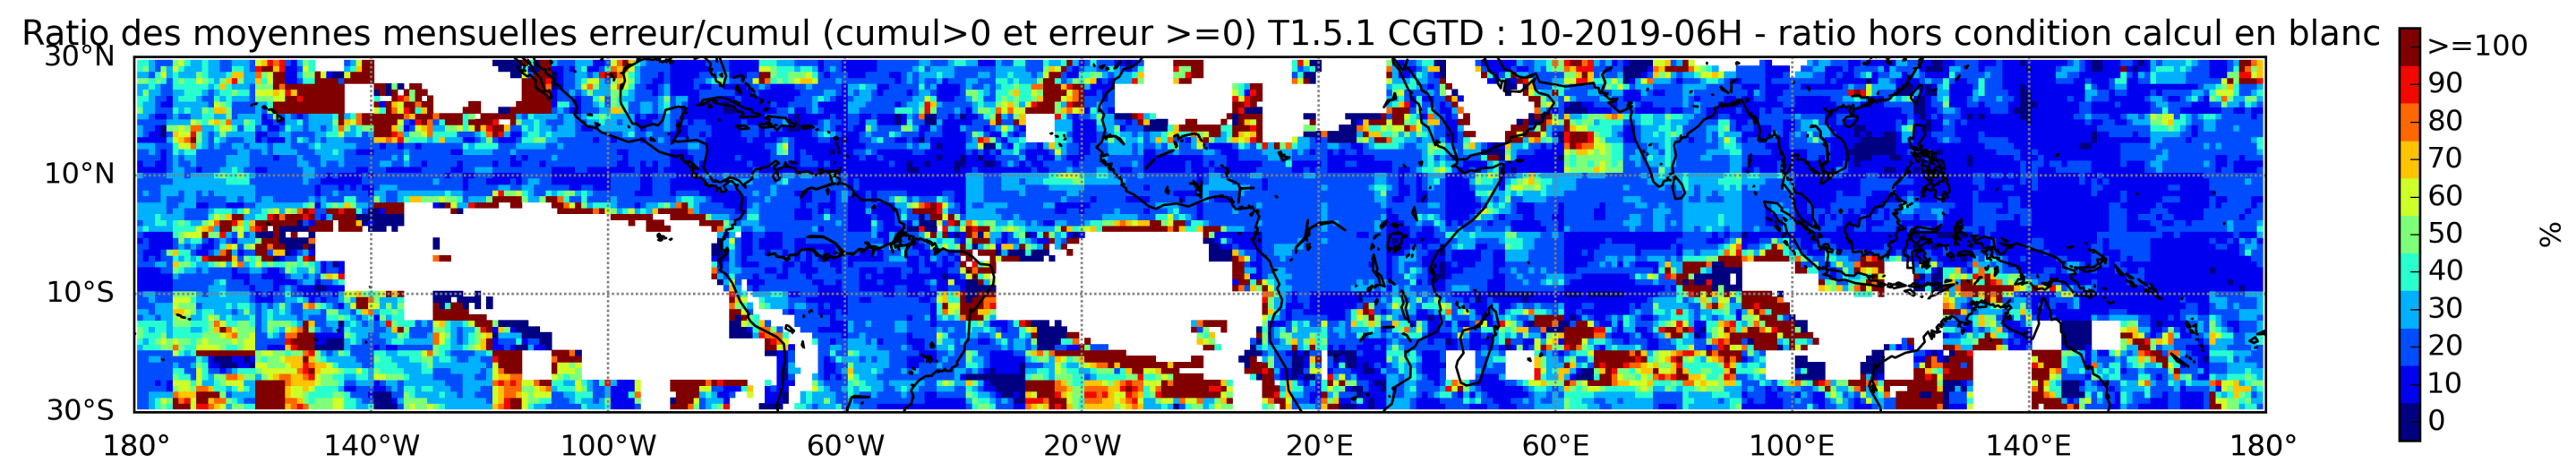 Ratio des moyennes mensuelles erreur/cumul (cumul>0 et erreur >=0) T1.5.1 CGTD : 10-2019-06H - ratio hors condition calcul en blanc
30°N
10°N
10°S
30°S
180° 140°W 100°W 60°W 20°W 20°E 60°E 100°E 140°E 180°
>=100
90
80
70
60
50
40
30
20
10
0
%